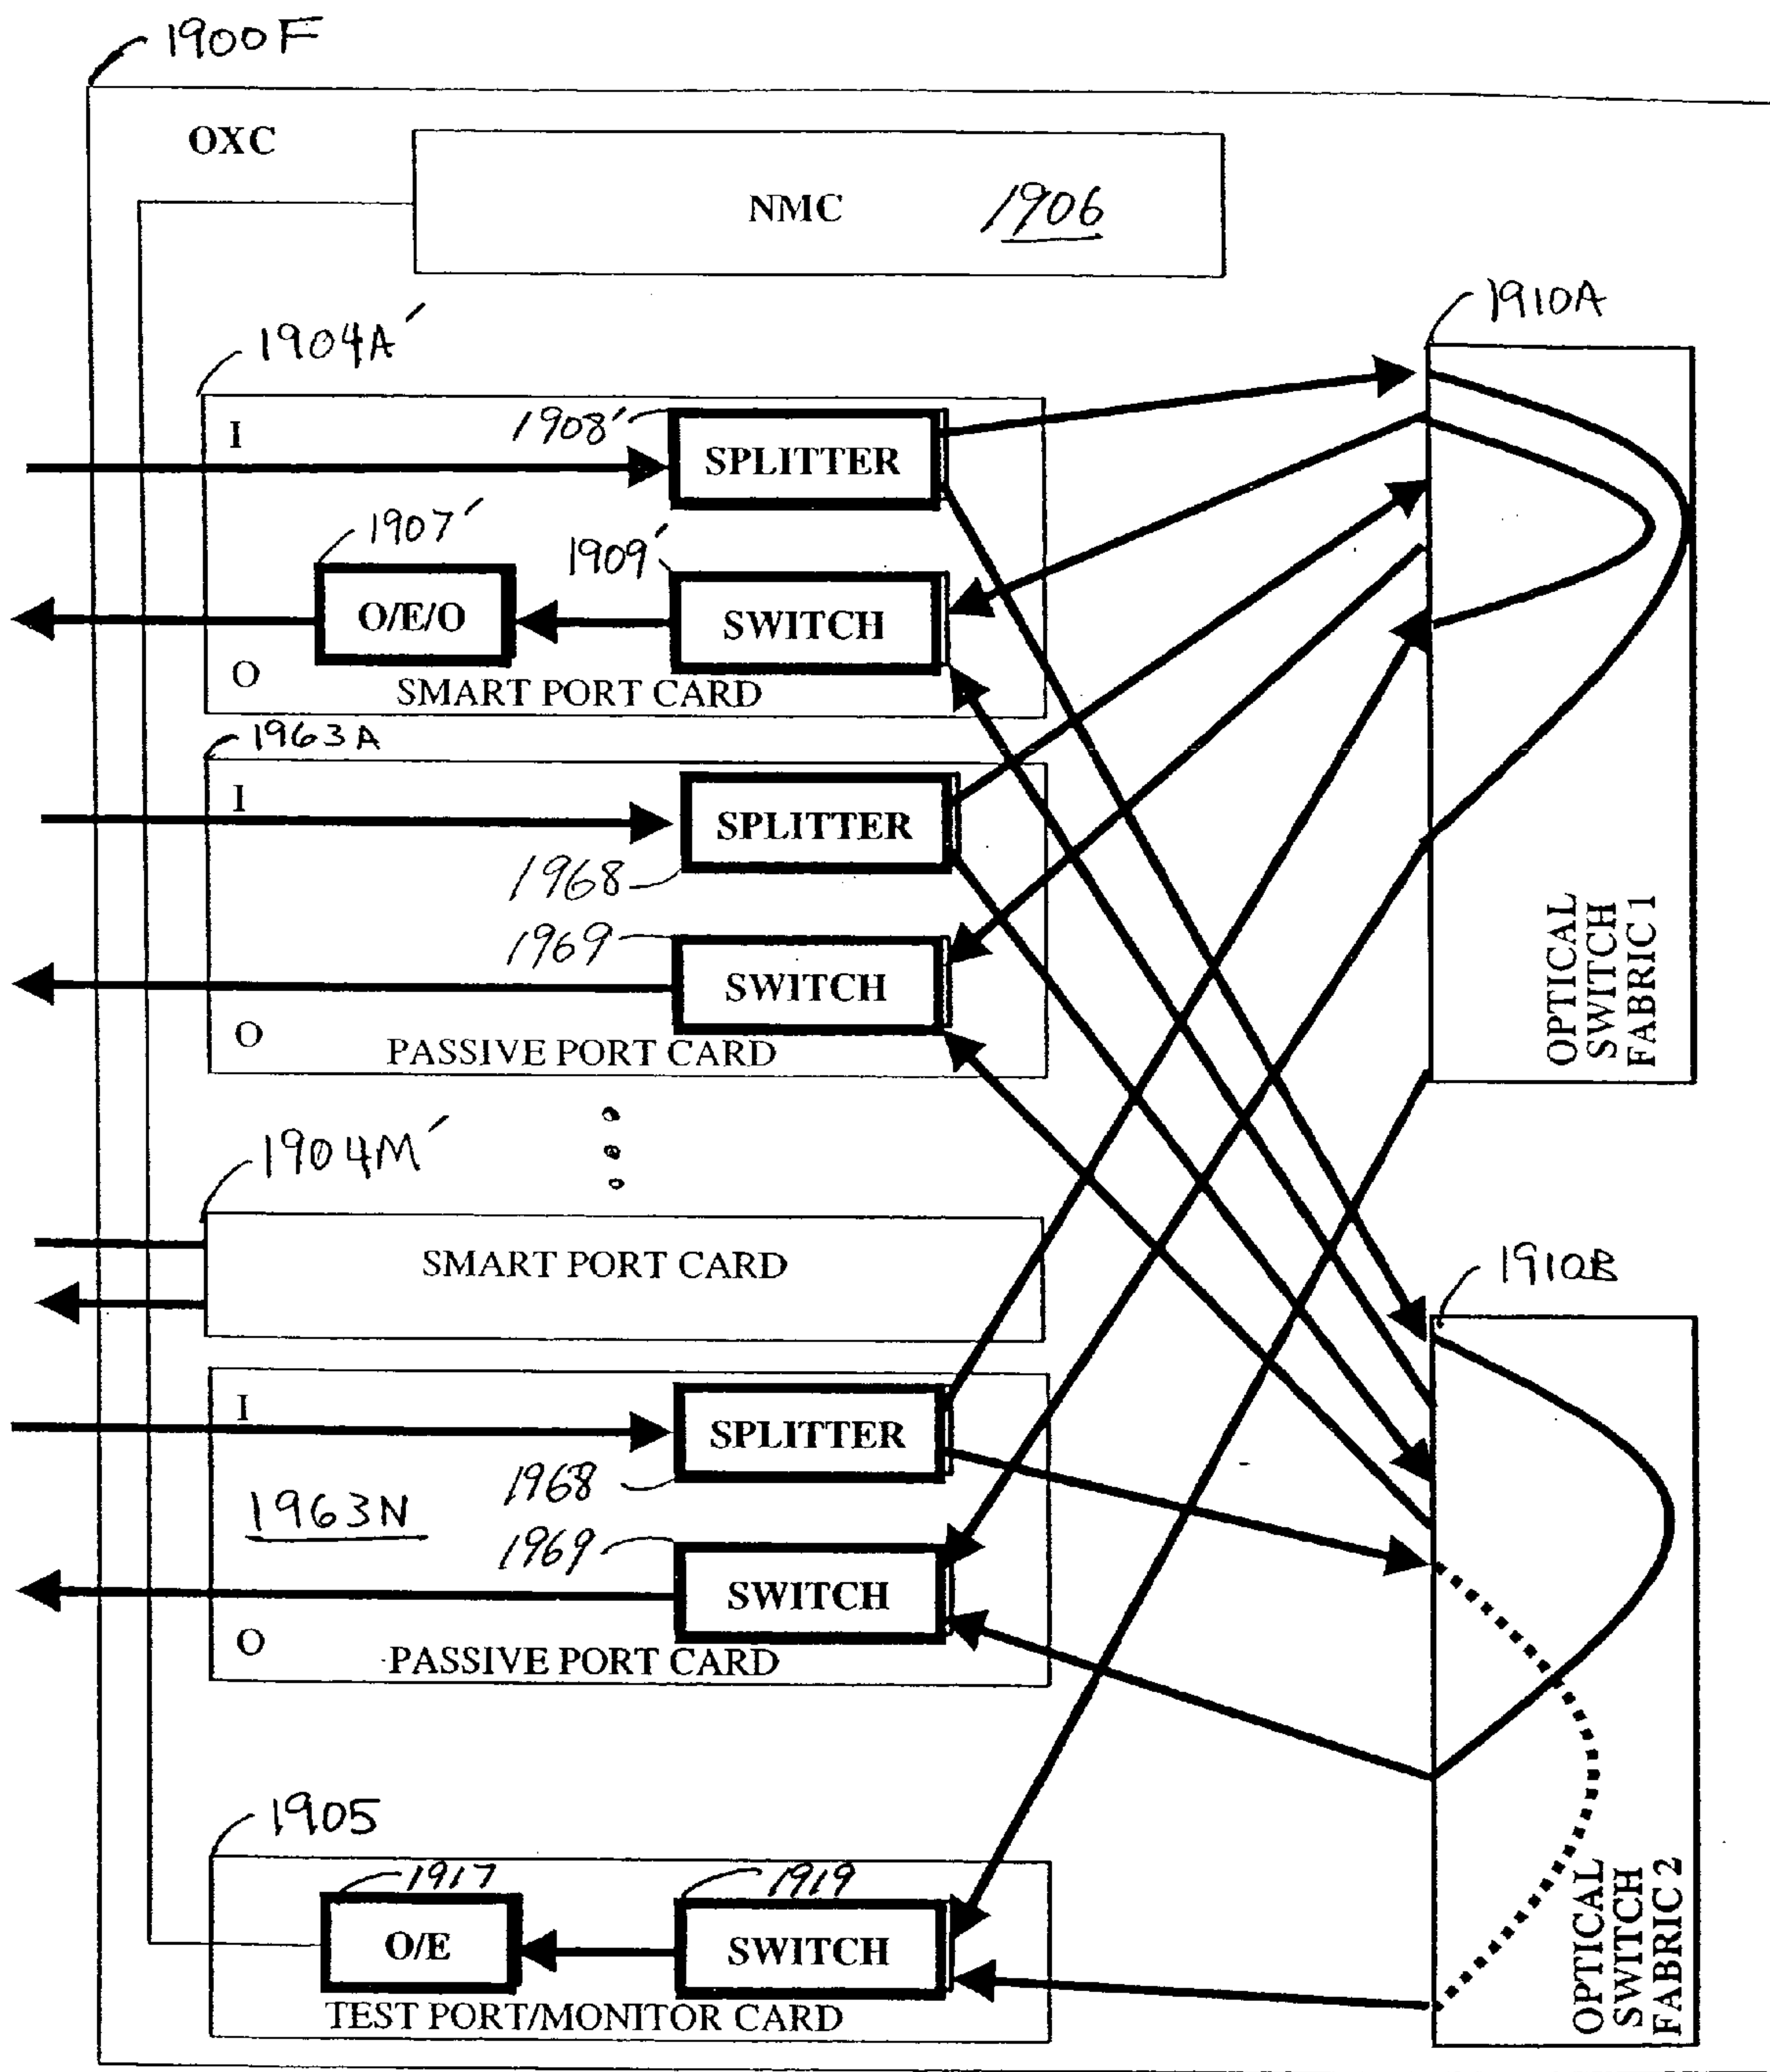 1900F
OXC
NMC 1906
1910A
1904A′
I
1908′
SPLITTER
1907′
1909′
O/E/O
SWITCH
O
SMART PORT CARD
1963A
I
SPLITTER
1968
1969
SWITCH
O
PASSIVE PORT CARD
OPTICAL
SWITCH
FABRIC 1
1904M′
SMART PORT CARD
1910B
I
SPLITTER
1968
1963N
1969
SWITCH
O
PASSIVE PORT CARD
1905
1917
1919
O/E
SWITCH
TEST PORT/MONITOR CARD
OPTICAL
SWITCH
FABRIC 2